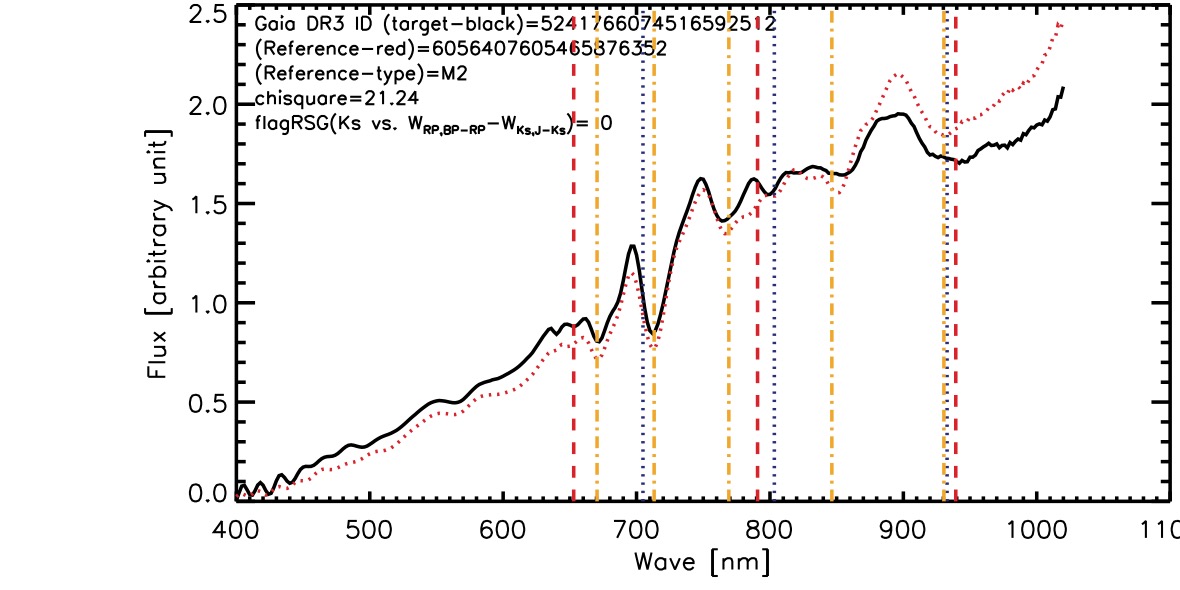 Gaia DR3 ID (target-black)=5241766074516592512
(Reference-red)=6056407605465876352
(Reference-type)=M2
chisquare=21.24
flagRSG(Ks vs. WRP,BP-RP-WKs,J-Ks)= 0
2.5
2.0
1.5
1.0
0.5
0.0
Flux [arbitrary unit]
400 500 600 700 800 900 1000 110
Wave [nm]